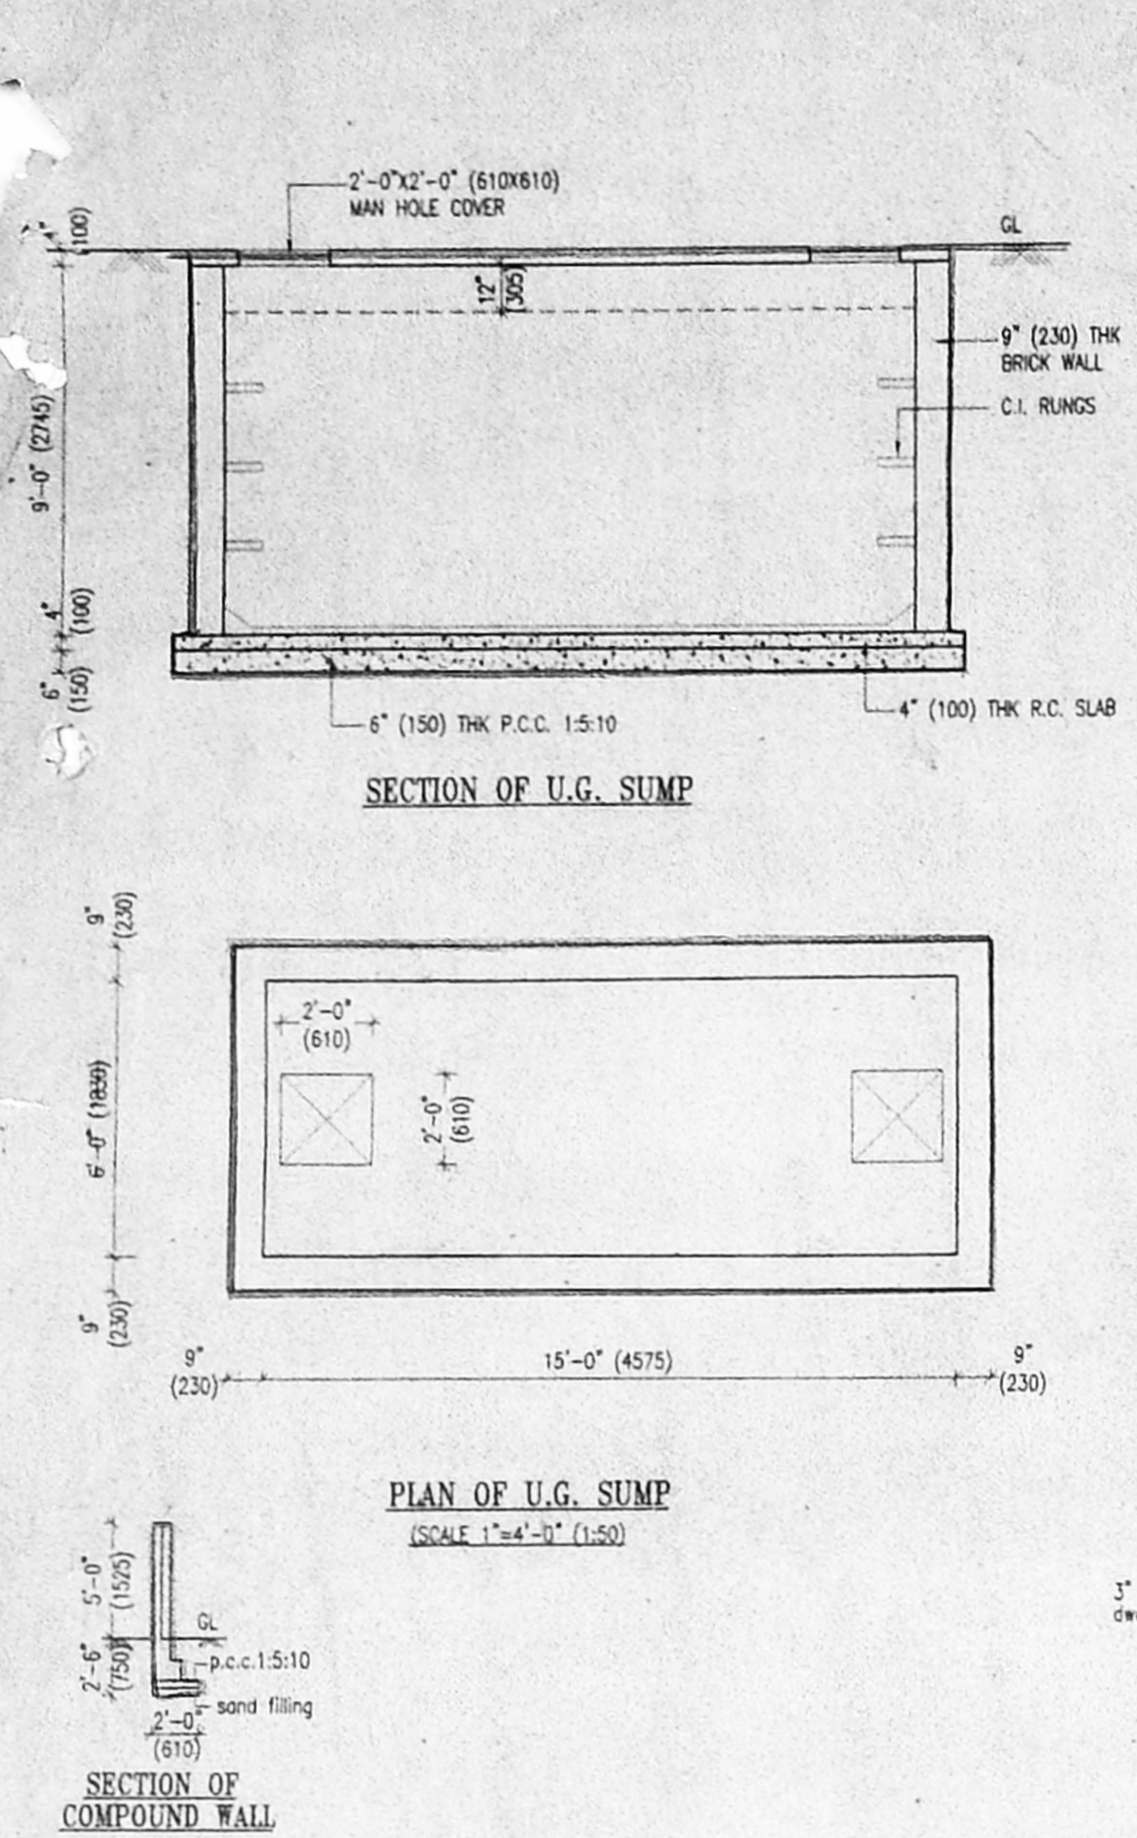 2'-0"X2'-0" (610X610)
MAN HOLE COVER
GL
4"
(100)
12"
(305)
9" (230) THK
BRICK WALL
C.I. RUNGS
9'-0" (2745)
4"
(100)
6"
(150)
6" (150) THK P.C.C. 1:5:10
4" (100) THK R.C. SLAB
SECTION OF U.G. SUMP
9"
(230)
2'-0"
(610)
2'-0"
(610)
6'-0" (1830)
9"
(230)
9"
(230)
15'-0" (4575)
9"
(230)
PLAN OF U.G. SUMP
(SCALE 1"=4'-0" (1:50)
5'-0"
(1525)
GL
2'-6"
(750)
p.c.c.1:5:10
sand filling
2'-0"
(610)
SECTION OF
COMPOUND WALL
3"